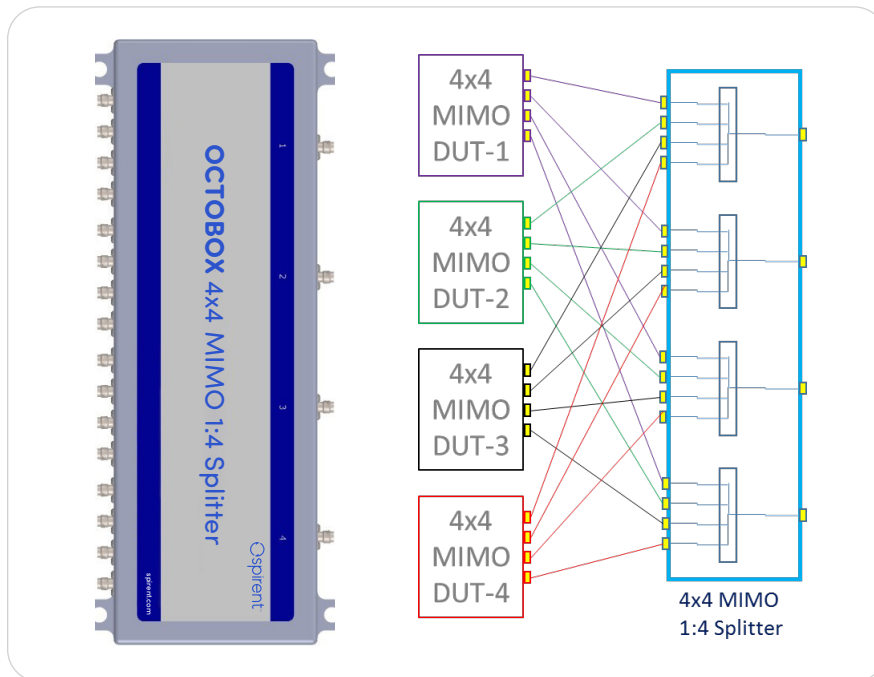 1
2
3
4
OCTOBOX 4x4 MIMO 1:4 Splitter
spirent
spirent.com
4x4
MIMO
DUT-1
4x4
MIMO
DUT-2
4x4
MIMO
DUT-3
4x4
MIMO
DUT-4
4x4 MIMO
1:4 Splitter